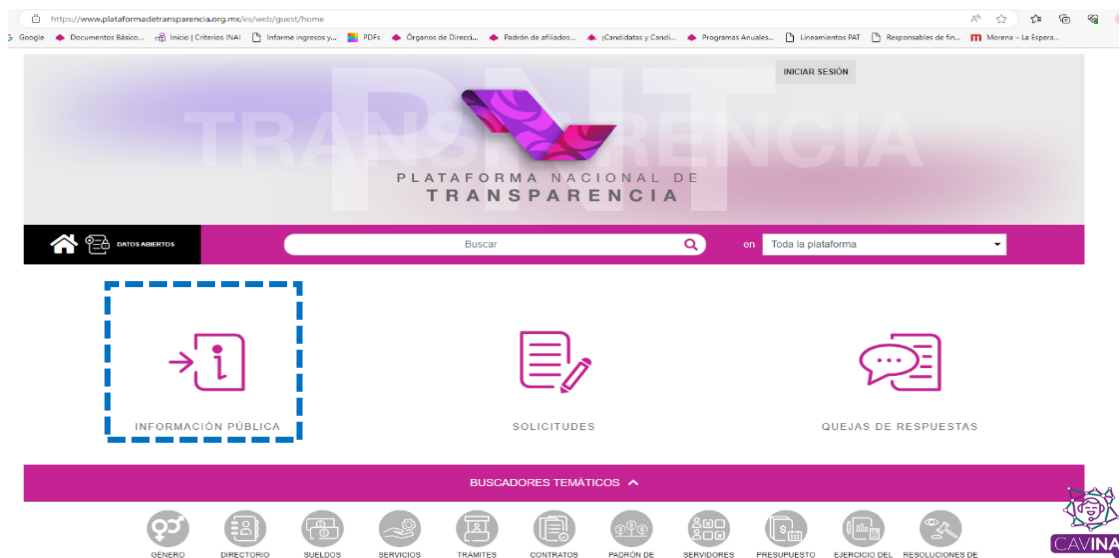 https://www.plataformadetransparencia.org.mx/es/web/guest/home
Google Documentos Básico... Inicio | Criterios INAI Informe ingresos y... PDFs Órganos de Direcci... Padrón de afiliados... ¡Candidatas y Candi... Programas Anuales... Lineamientos PAT Responsables de fin... Morena – La Espera...
INICIAR SESIÓN
PNT
TRANSPARENCIA
PLATAFORMA NACIONAL DE
TRANSPARENCIA
DATOS ABIERTOS
Buscar
en Toda la plataforma
INFORMACIÓN PÚBLICA
SOLICITUDES
QUEJAS DE RESPUESTAS
BUSCADORES TEMÁTICOS
GÉNERO DIRECTORIO SUELDOS SERVICIOS TRÁMITES CONTRATOS PADRÓN DE SERVIDORES PRESUPUESTO EJERCICIO DEL RESOLUCIONES DE
CAVINA